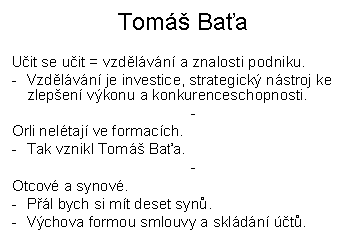 Tomáš Baťa
Učit se učit = vzdělávání a znalosti podniku.
- Vzdělávání je investice, strategický nástroj ke
zlepšení výkonu a konkurenceschopnosti.
-
Orli nelétají ve formacích.
- Tak vznikl Tomáš Baťa.
-
Otcové a synové.
- Přál bych si mít deset synů.
- Výchova formou smlouvy a skládání účtů.